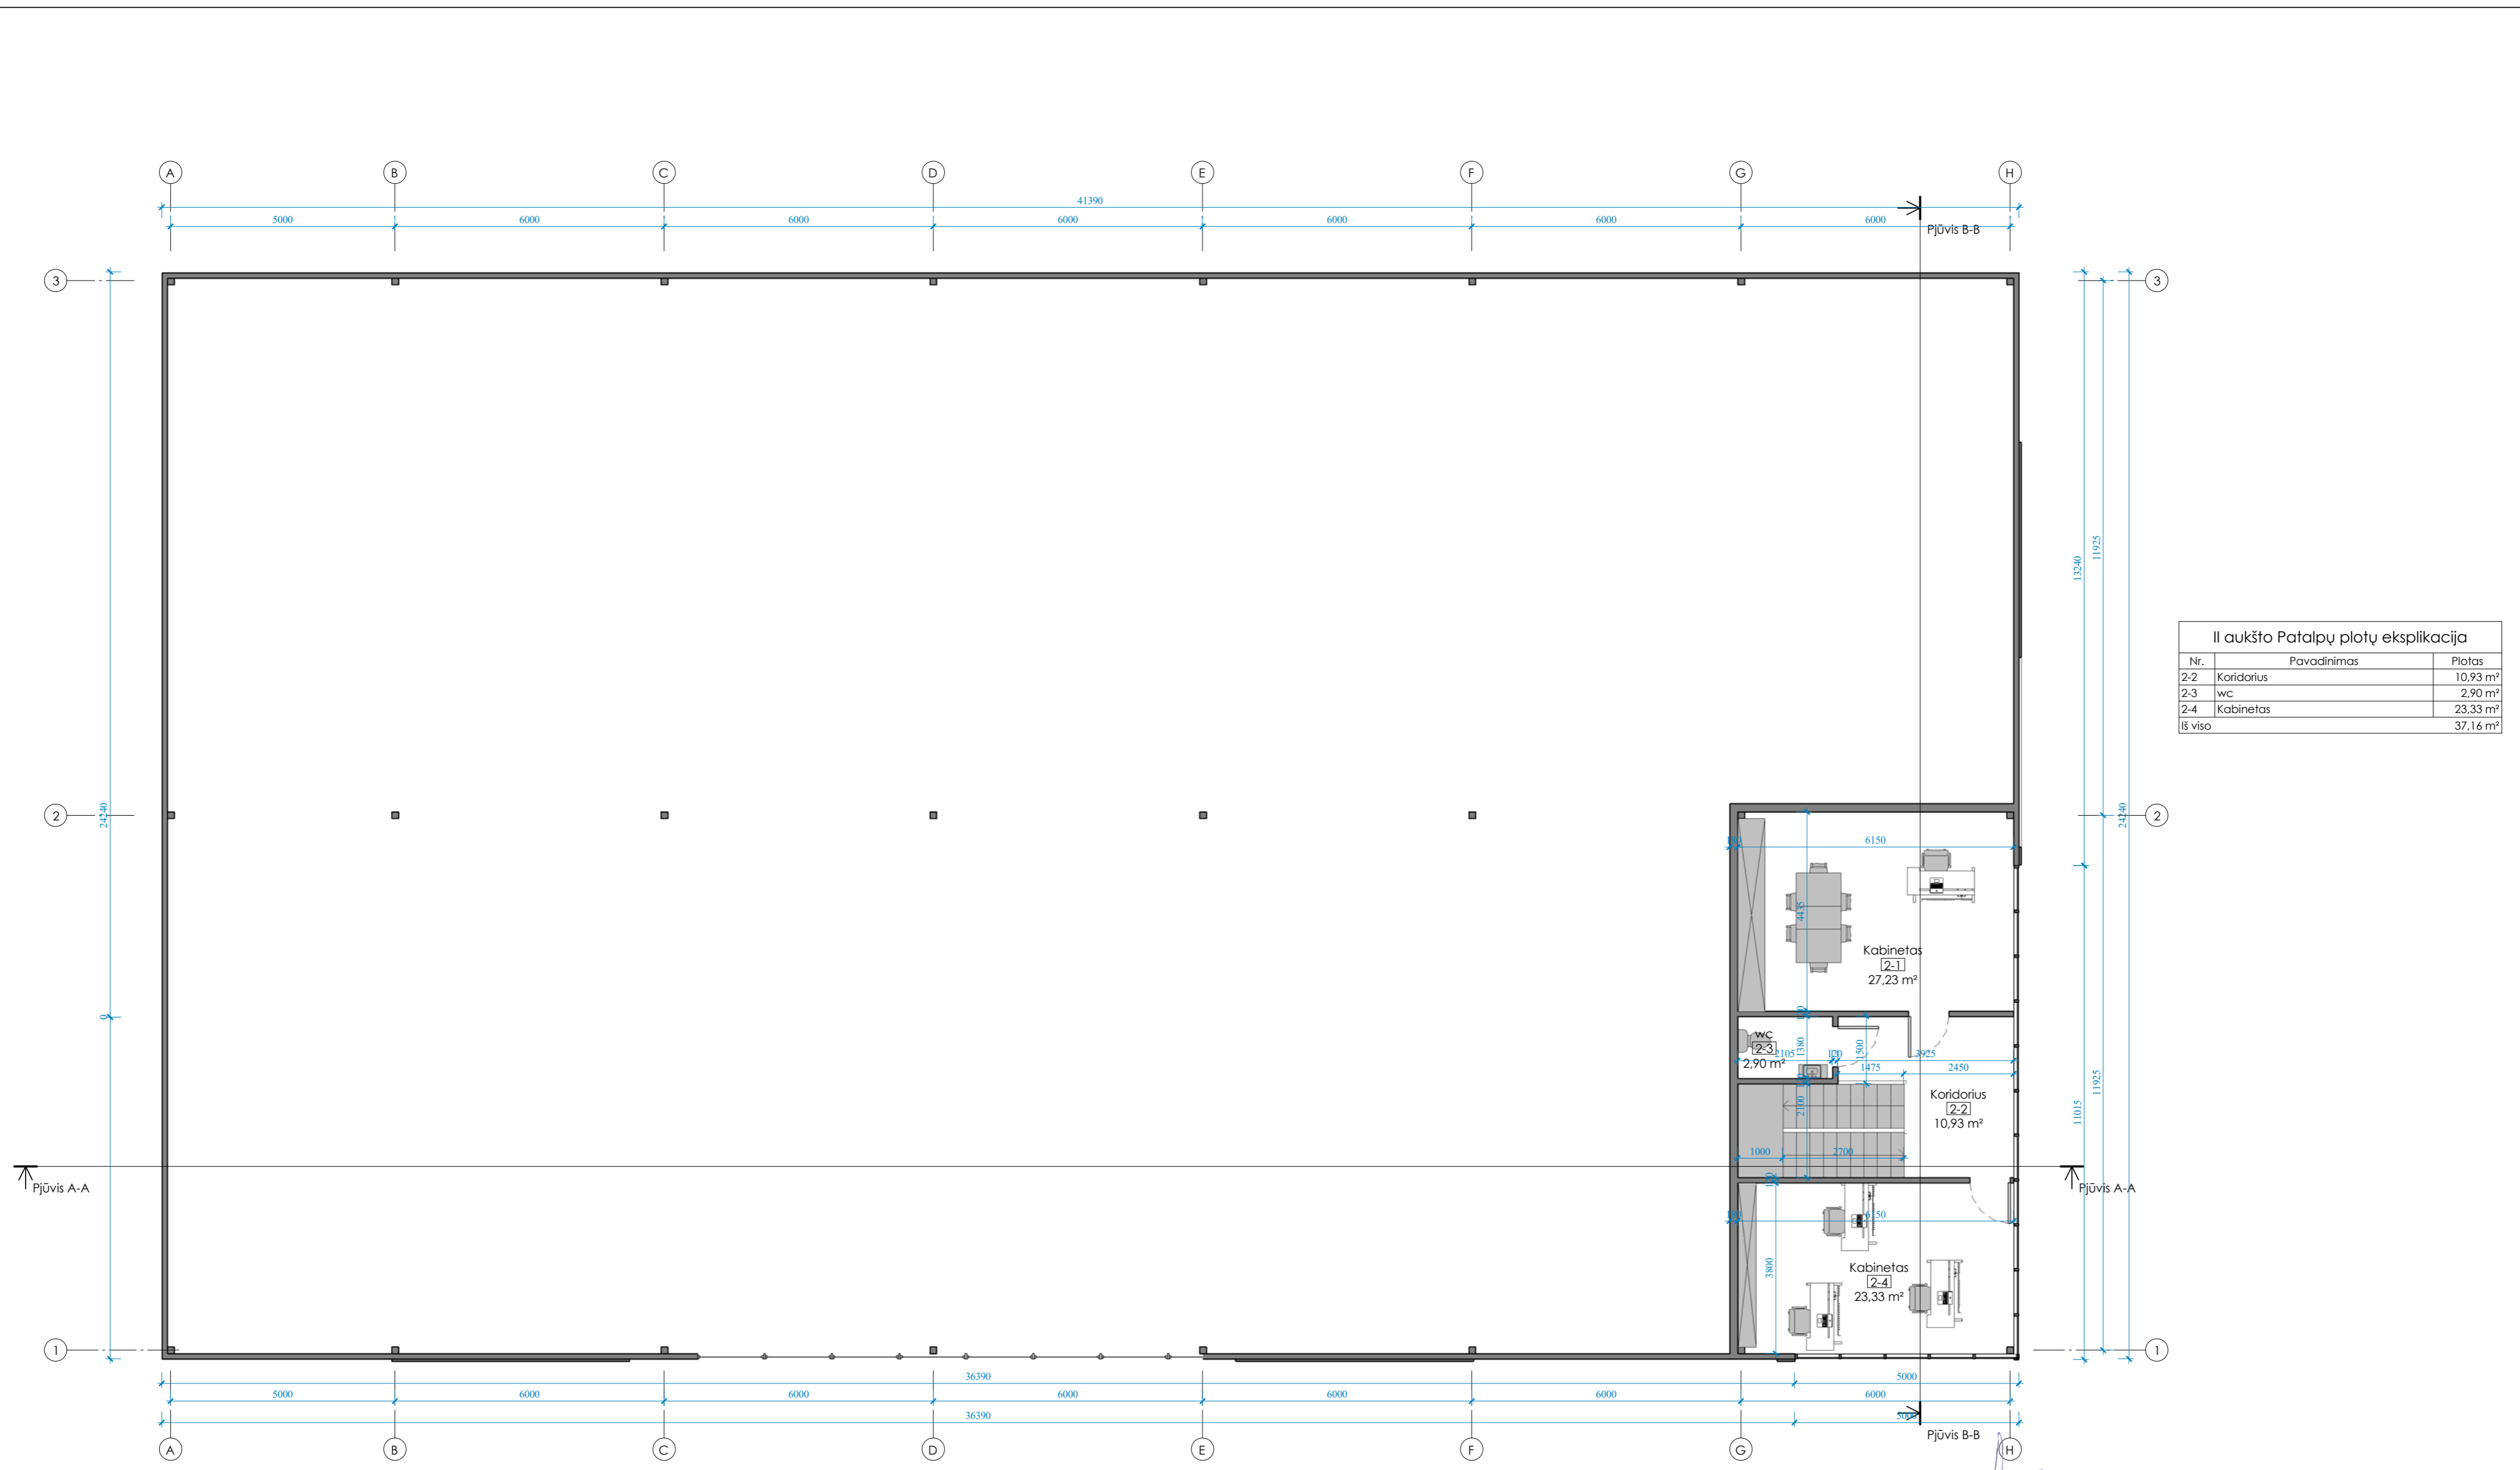 A B C D E F G H
41390
5000 6000 6000 6000 6000 6000 6000
Pjūvis B-B
3 3
13240
11925
24240
24240
II aukšto Patalpų plotų eksplikacija
Nr. Pavadinimas Plotas
2-2 Koridorius 10,93 m²
2-3 wc 2,90 m²
2-4 Kabinetas 23,33 m²
Iš viso 37,16 m²
2 2
6150
4435
Kabinetas
2-1
27,23 m²
0
wc
2-3
2,90 m²
2105 120 1380 1500 3925
1475 2450
Koridorius
2-2
10,93 m²
2100
11015
11925
1000 2700
Pjūvis A-A
Pjūvis A-A
6150
3800
Kabinetas
2-4
23,33 m²
1 1
36390 5000
5000 6000 6000 6000 6000 6000 6000
36390 5000
Pjūvis B-B
A B C D E F G H